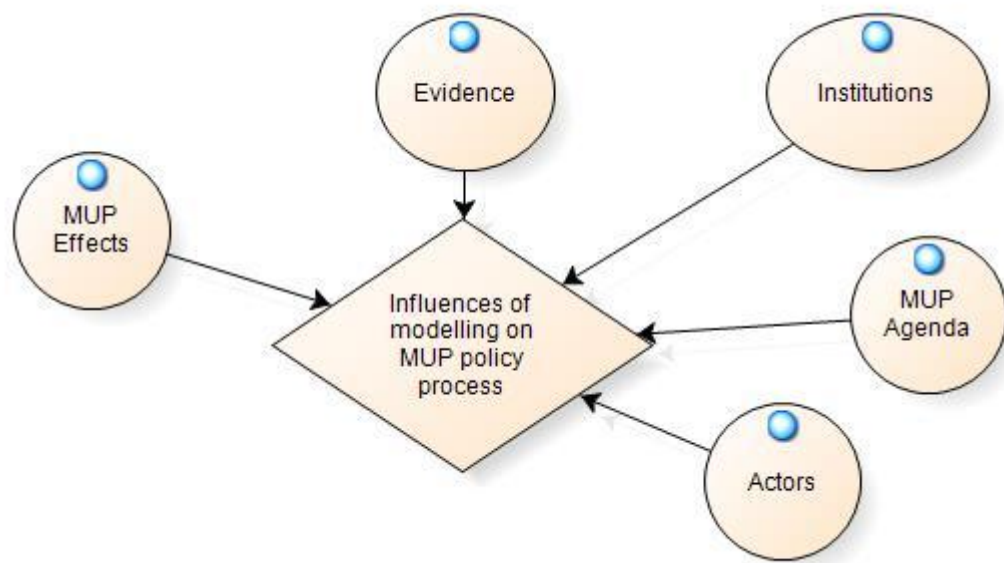 Evidence
Institutions
MUP
Effects
Influences of
modelling on
MUP policy
process
MUP
Agenda
Actors